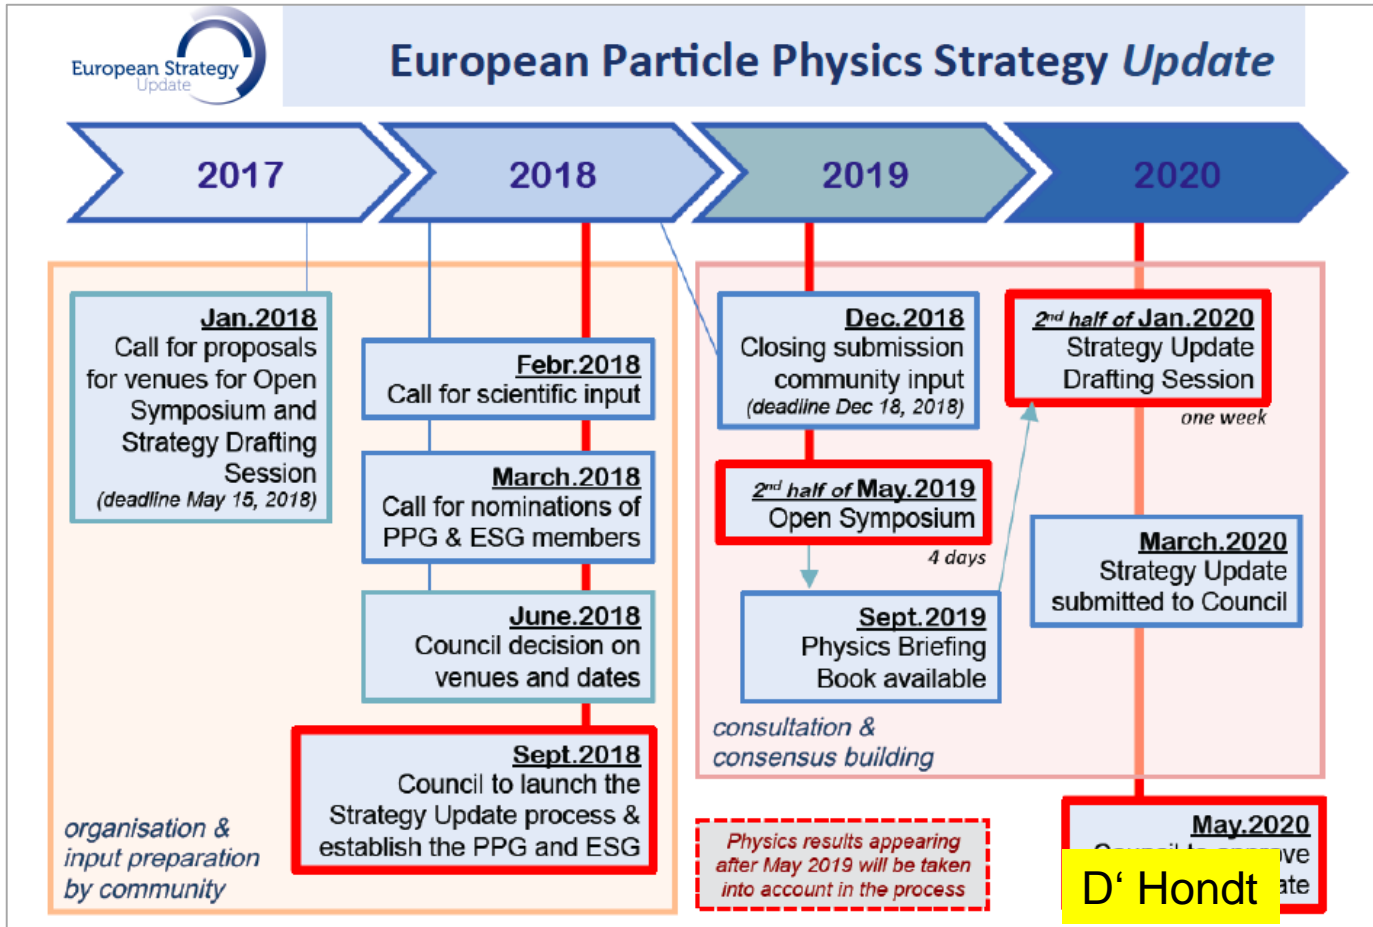 European Strategy
Update
European Particle Physics Strategy Update
2017
2018
2019
2020
Jan.2018
Call for proposals
for venues for Open
Symposium and
Strategy Drafting
Session
(deadline May 15, 2018)
Febr.2018
Call for scientific input
March.2018
Call for nominations of
PPG & ESG members
June.2018
Council decision on
venues and dates
Sept.2018
Council to launch the
Strategy Update process &
establish the PPG and ESG
organisation &
input preparation
by community
Dec.2018
Closing submission
community input
(deadline Dec 18, 2018)
2nd half of May.2019
Open Symposium
4 days
Sept.2019
Physics Briefing
Book available
consultation &
consensus building
2nd half of Jan.2020
Strategy Update
Drafting Session
one week
March.2020
Strategy Update
submitted to Council
Physics results appearing
after May 2019 will be taken
into account in the process
May.2020
D‘ Hondt